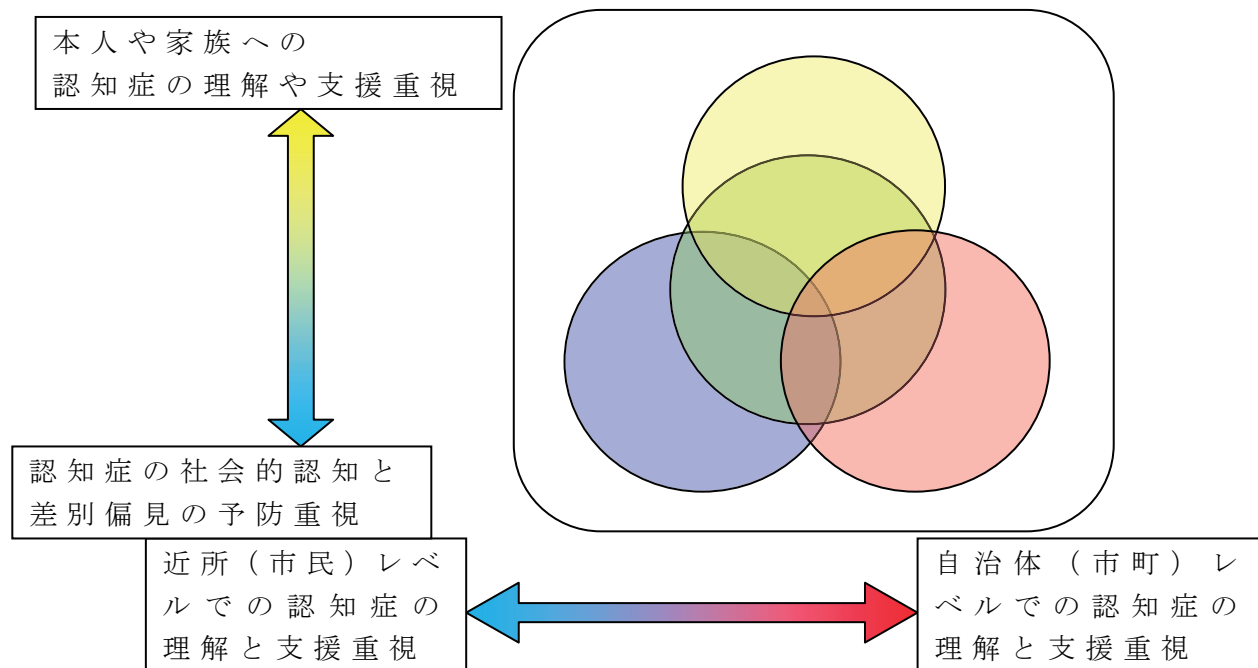 本人や家族への
認知症の理解や支援重視
認知症の社会的認知と
差別偏見の予防重視
近所（市民）レベ
ルでの認知症の
理解と支援重視
自治体（市町）レ
ベルでの認知症の
理解と支援重視